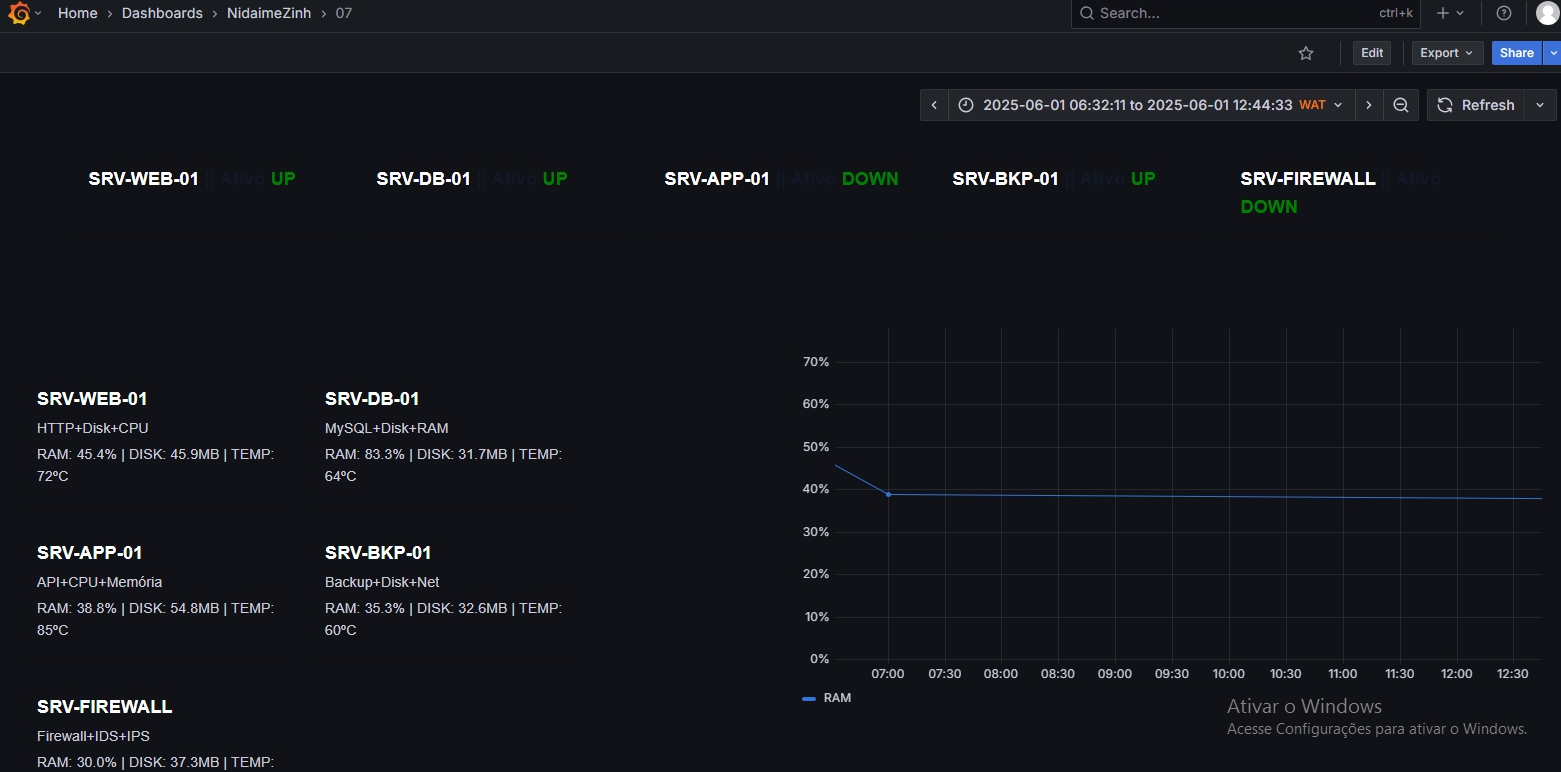 Home › Dashboards › NidaimeZinh › 07
Search... ctrl+k
Edit Export Share
2025-06-01 06:32:11 to 2025-06-01 12:44:33 WAT
Refresh
SRV-WEB-01 || Ativo UP
SRV-DB-01 || Ativo UP
SRV-APP-01 || Ativo DOWN
SRV-BKP-01 || Ativo UP
SRV-FIREWALL || Ativo
DOWN
SRV-WEB-01
HTTP+Disk+CPU
RAM: 45.4% | DISK: 45.9MB | TEMP:
72ºC
SRV-DB-01
MySQL+Disk+RAM
RAM: 83.3% | DISK: 31.7MB | TEMP:
64ºC
SRV-APP-01
API+CPU+Memória
RAM: 38.8% | DISK: 54.8MB | TEMP:
85ºC
SRV-BKP-01
Backup+Disk+Net
RAM: 35.3% | DISK: 32.6MB | TEMP:
60ºC
SRV-FIREWALL
Firewall+IDS+IPS
RAM: 30.0% | DISK: 37.3MB | TEMP:
70%
60%
50%
40%
30%
20%
10%
0%
07:00 07:30 08:00 08:30 09:00 09:30 10:00 10:30 11:00 11:30 12:00 12:30
RAM
Ativar o Windows
Acesse Configurações para ativar o Windows.